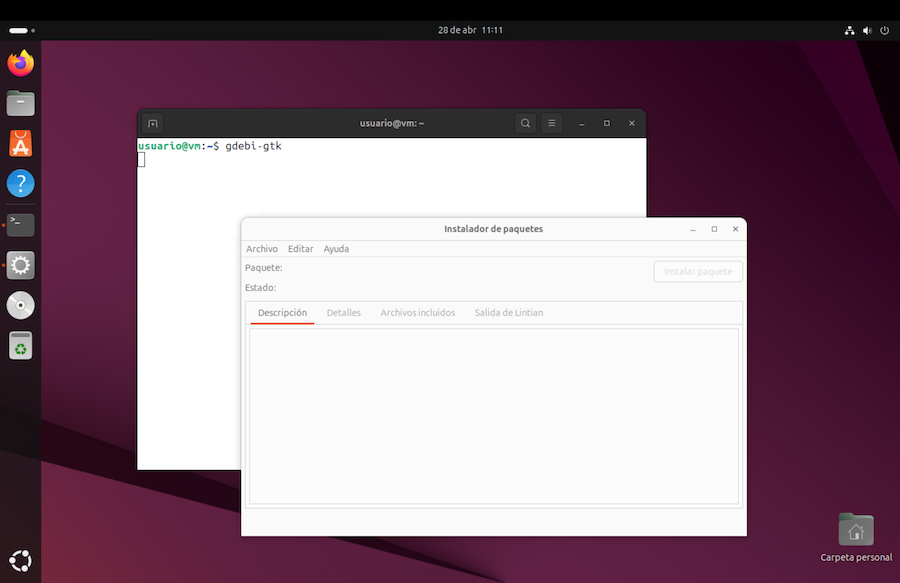 28 de abr 11:11
usuario@vm: ~
usuario@vm:~$ gdebi-gtk
Instalador de paquetes
Archivo Editar Ayuda
Paquete:
Instalar paquete
Estado:
Descripción Detalles Archivos incluidos Salida de Lintian
Carpeta personal